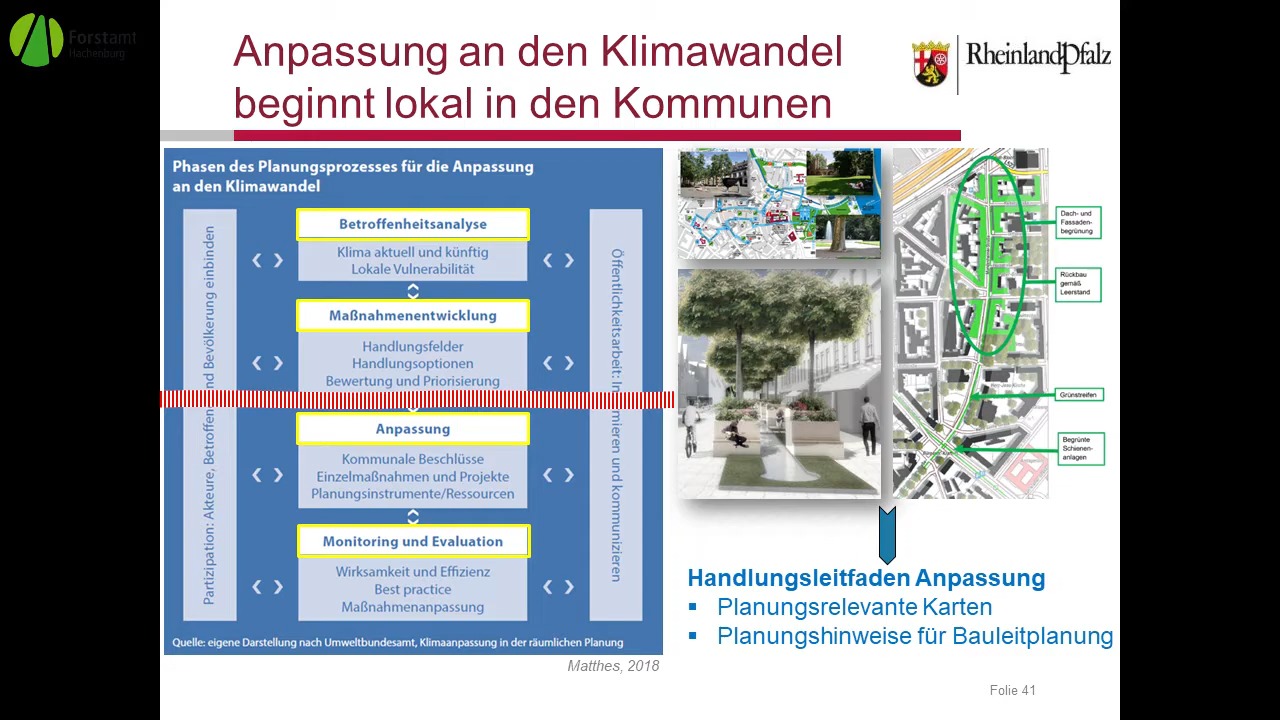 Forstamt
Hachenburg
Anpassung an den Klimawandel
beginnt lokal in den Kommunen
RheinlandPfalz
Phasen des Planungsprozesses für die Anpassung
an den Klimawandel
Partizipation: Akteure, Betroffen nd Bevölkerung einbinden
Betroffenheitsanalyse
Klima aktuell und künftig
Lokale Vulnerabilität
Maßnahmenentwicklung
Handlungsfelder
Handlungsoptionen
Bewertung und Priorisierung
Anpassung
Kommunale Beschlüsse
Einzelmaßnahmen und Projekte
Planungsinstrumente/Ressourcen
Monitoring und Evaluation
Wirksamkeit und Effizienz
Best practice
Maßnahmenanpassung
Öffentlichkeitsarbeit: In mieren und kommunizieren
Quelle: eigene Darstellung nach Umweltbundesamt, Klimaanpassung in der räumlichen Planung
Matthes, 2018
Dach- und
Fassaden-
begrünung
Rückbau
gemäß
Leerstand
Grünstreifen
Begrünte
Schienen-
anlagen
Handlungsleitfaden Anpassung
▪ Planungsrelevante Karten
▪ Planungshinweise für Bauleitplanung
Folie 41